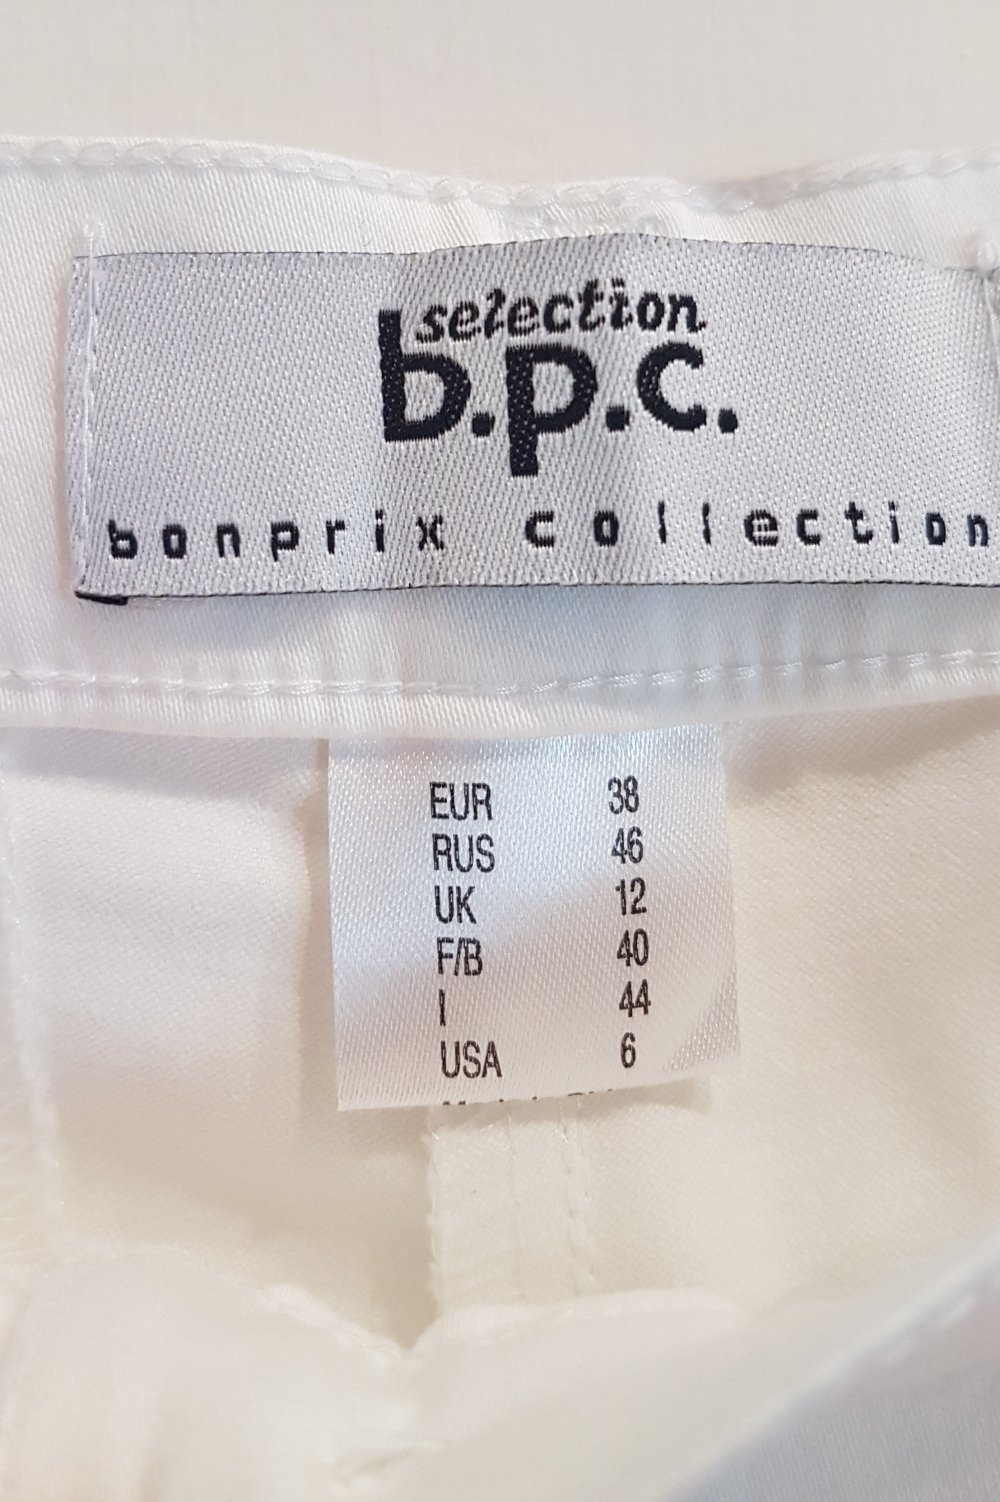 selection
b.p.c.
bonprix collection
EUR 38
RUS 46
UK 12
F/B 40
I 44
USA 6